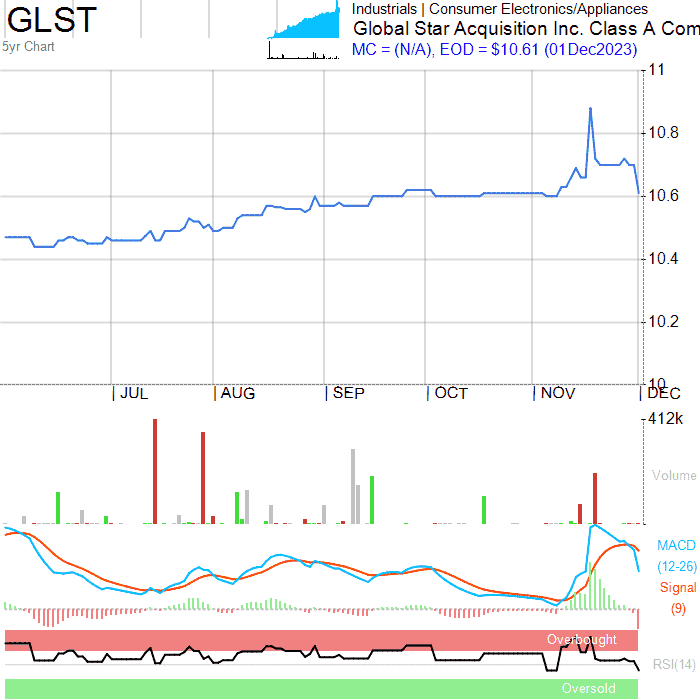 GLST
5yr Chart
Industrials | Consumer Electronics/Appliances
Global Star Acquisition Inc. Class A Com
MC = (N/A), EOD = $10.61 (01Dec2023)
11
10.8
10.6
10.4
10.2
10
JUL AUG SEP OCT NOV DEC
412k
Volume
MACD
(12-26)
Signal
(9)
Overbought
RSI(14)
Oversold